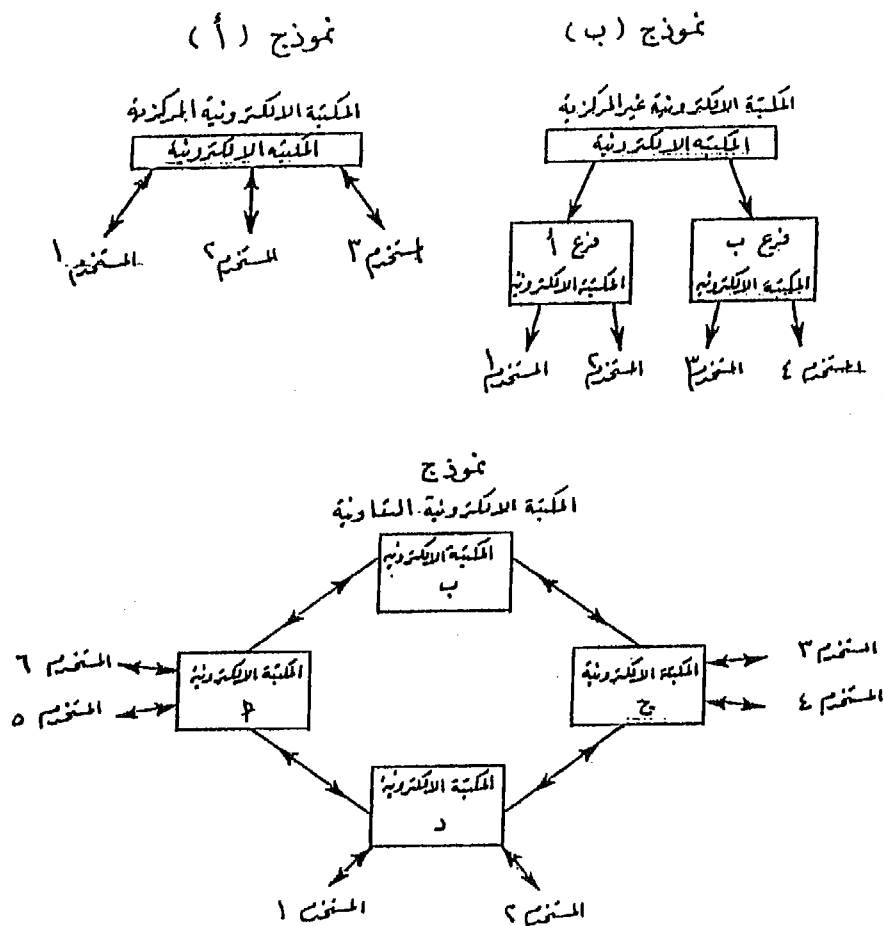 نموذج (أ)
المكتبة الالكترونية المركزية
المكتبه الالكترونية
المستخدم ١
المستخدم ٢
المستخدم ٣
نموذج (ب)
المكتبة الالكترونية غير المركزية
المكتبه الالكترونية
فرع أ
المكتبة الالكترونية
فرع ب
المكتبة الالكترونية
المستخدم ١
المستخدم ٢
المستخدم ٣
المستخدم ٤
نموذج
المكتبة الالكترونية التعاونية
المكتبة الالكترونية
ب
المكتبة الالكترونية
ج
المستخدم ٣
المستخدم ٤
المكتبة الالكترونية
المستخدم ٦
المستخدم ٥
المكتبة الالكترونية
د
المستخدم ١
المستخدم ٢